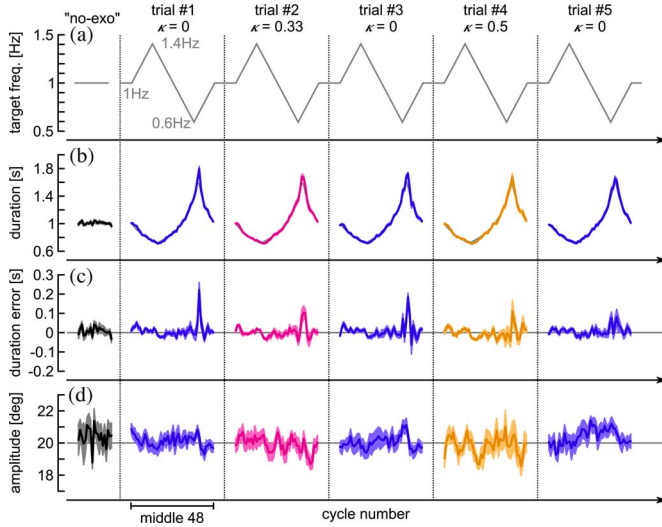 "no-exo"
trial #1
κ = 0
trial #2
κ = 0.33
trial #3
κ = 0
trial #4
κ = 0.5
trial #5
κ = 0
(a)
target freq. [Hz]
1.5
1.0
0.5
1.4Hz
1Hz
0.6Hz
(b)
duration [s]
1.8
1.4
1
0.6
(c)
duration error [s]
0.3
0.2
0.1
0
-0.1
-0.2
(d)
amplitude [deg]
22
20
18
middle 48
cycle number